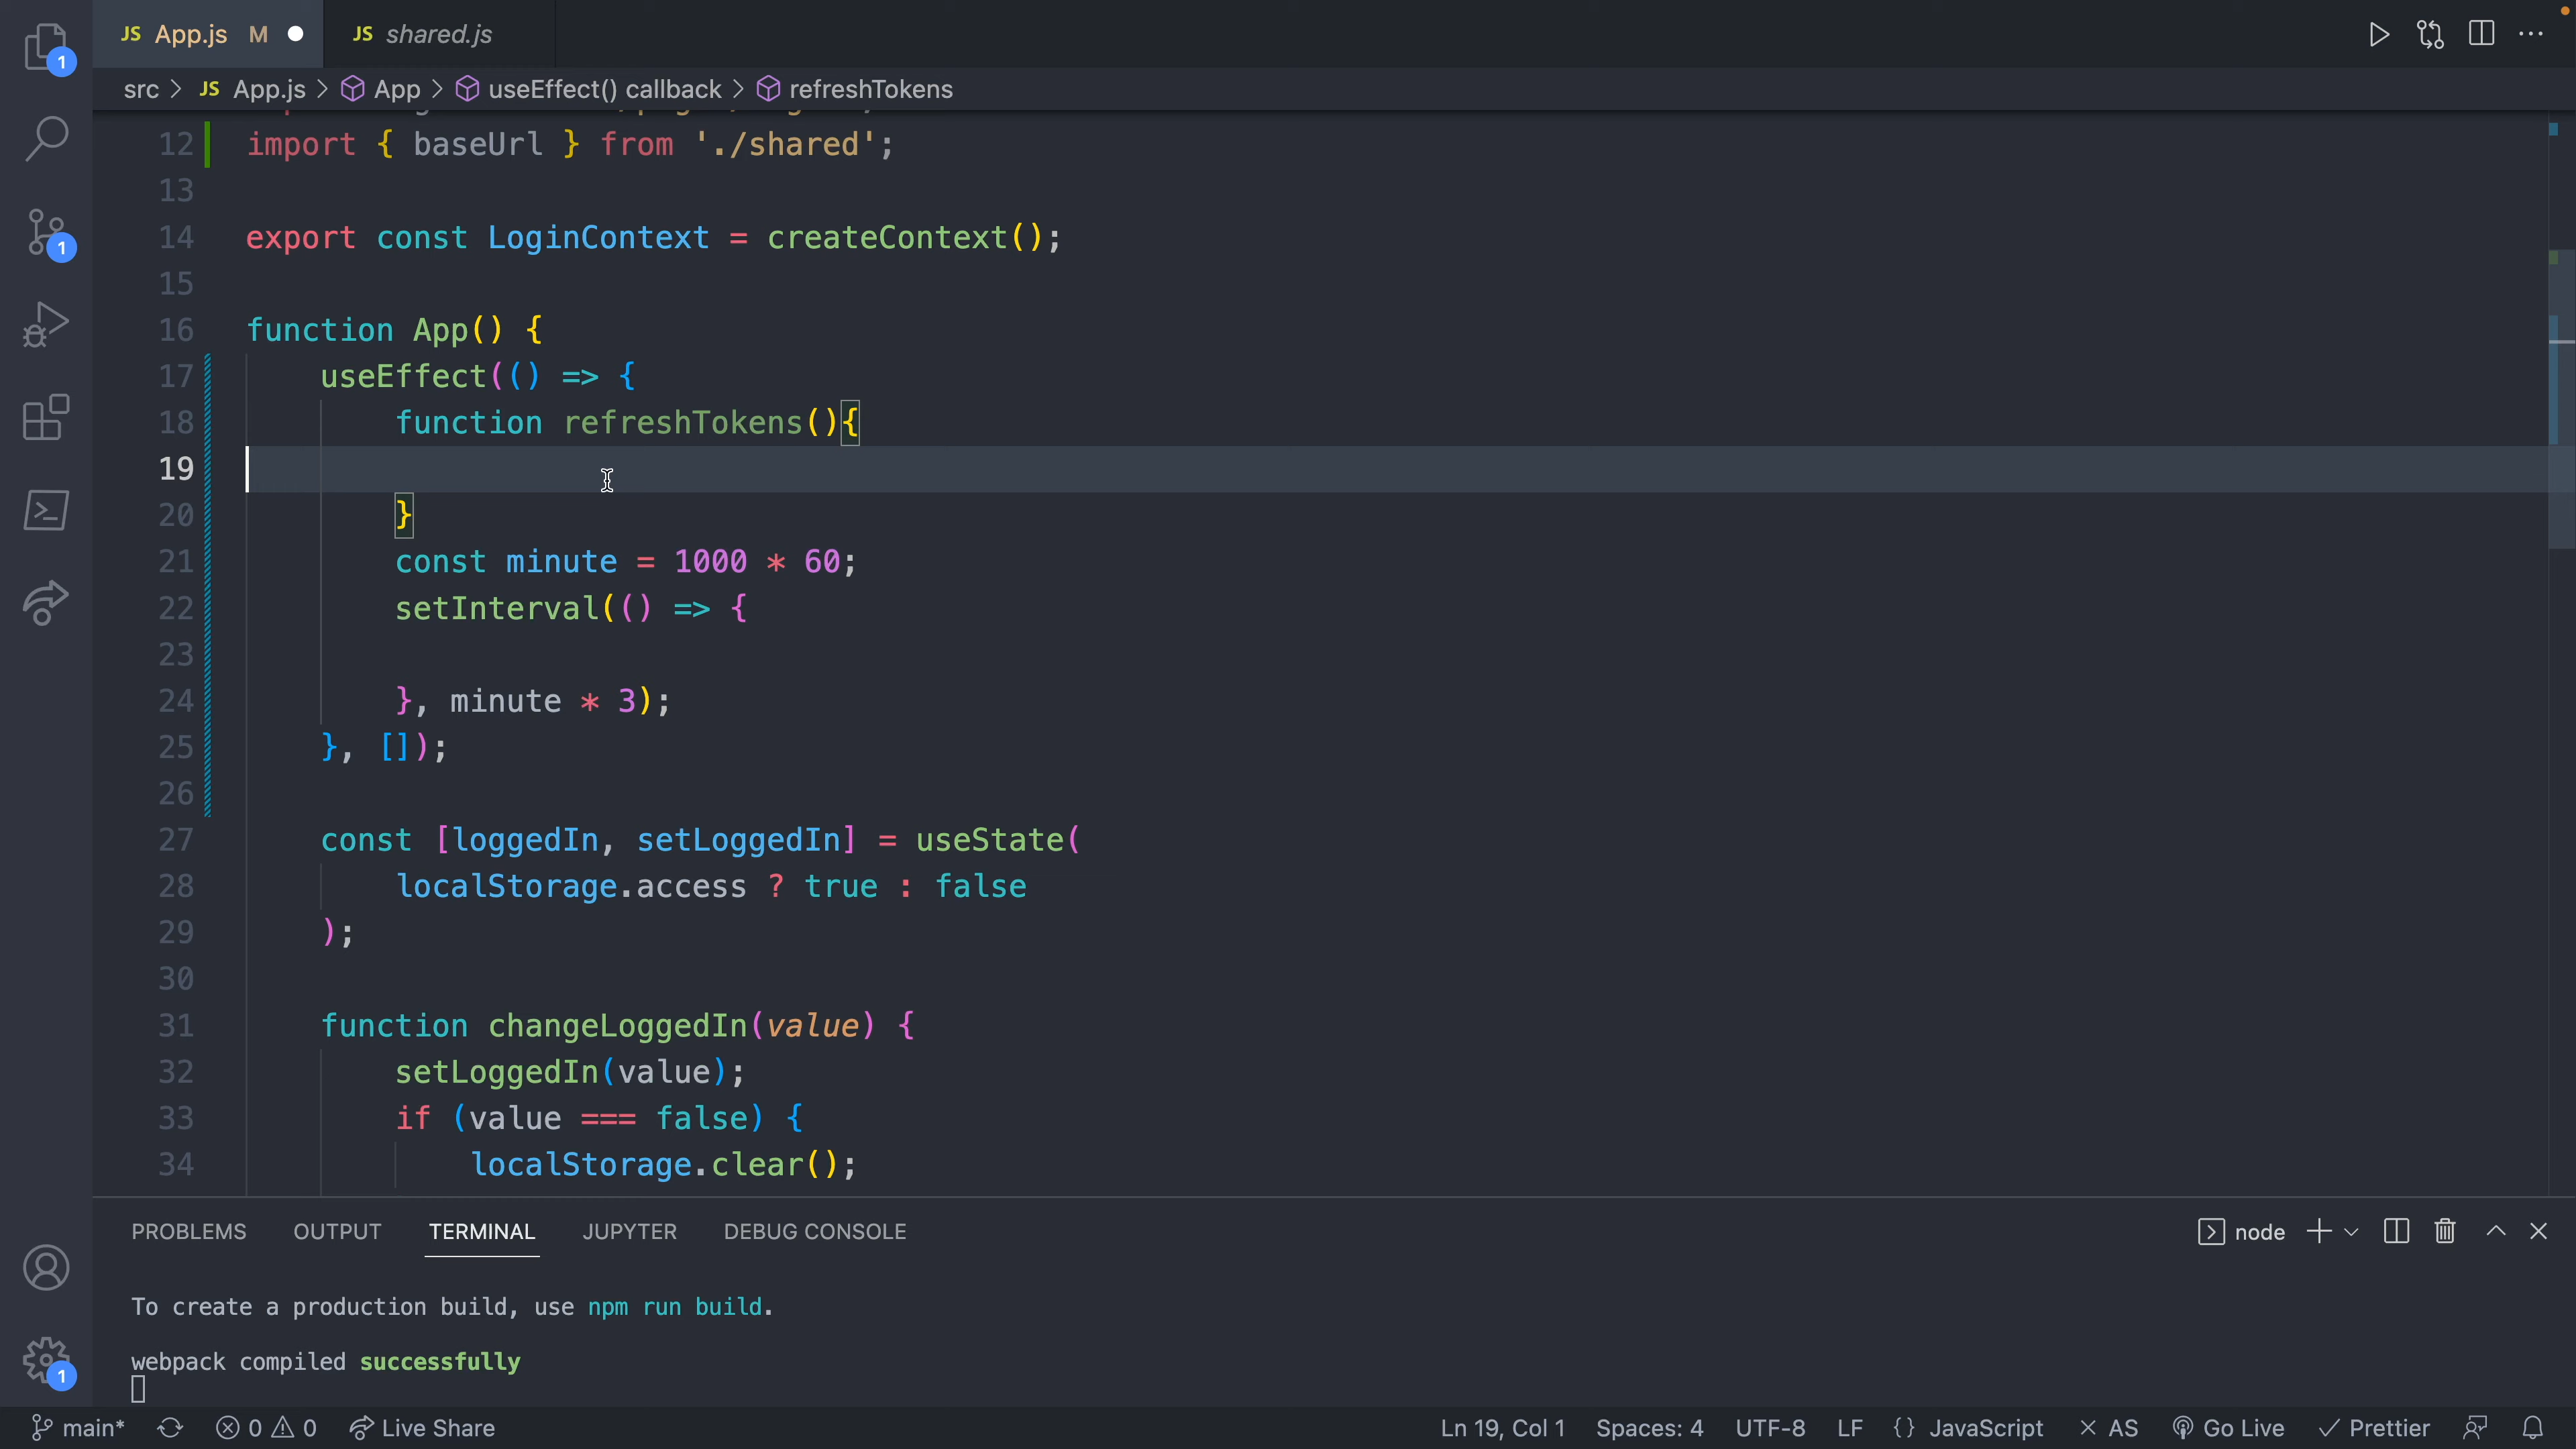 JS App.js M
JS shared.js
src > JS App.js > App > useEffect() callback > refreshTokens
12 import { baseUrl } from './shared';
13
14 export const LoginContext = createContext();
15
16 function App() {
17 useEffect(() => {
18 function refreshTokens(){
19
20 }
21 const minute = 1000 * 60;
22 setInterval(() => {
23
24 }, minute * 3);
25 }, []);
26
27 const [loggedIn, setLoggedIn] = useState(
28 localStorage.access ? true : false
29 );
30
31 function changeLoggedIn(value) {
32 setLoggedIn(value);
33 if (value === false) {
34 localStorage.clear();
1
1
1
PROBLEMS OUTPUT TERMINAL JUPYTER DEBUG CONSOLE node
To create a production build, use npm run build.
webpack compiled successfully
main* 0 0 Live Share Ln 19, Col 1 Spaces: 4 UTF-8 LF {} JavaScript AS Go Live Prettier